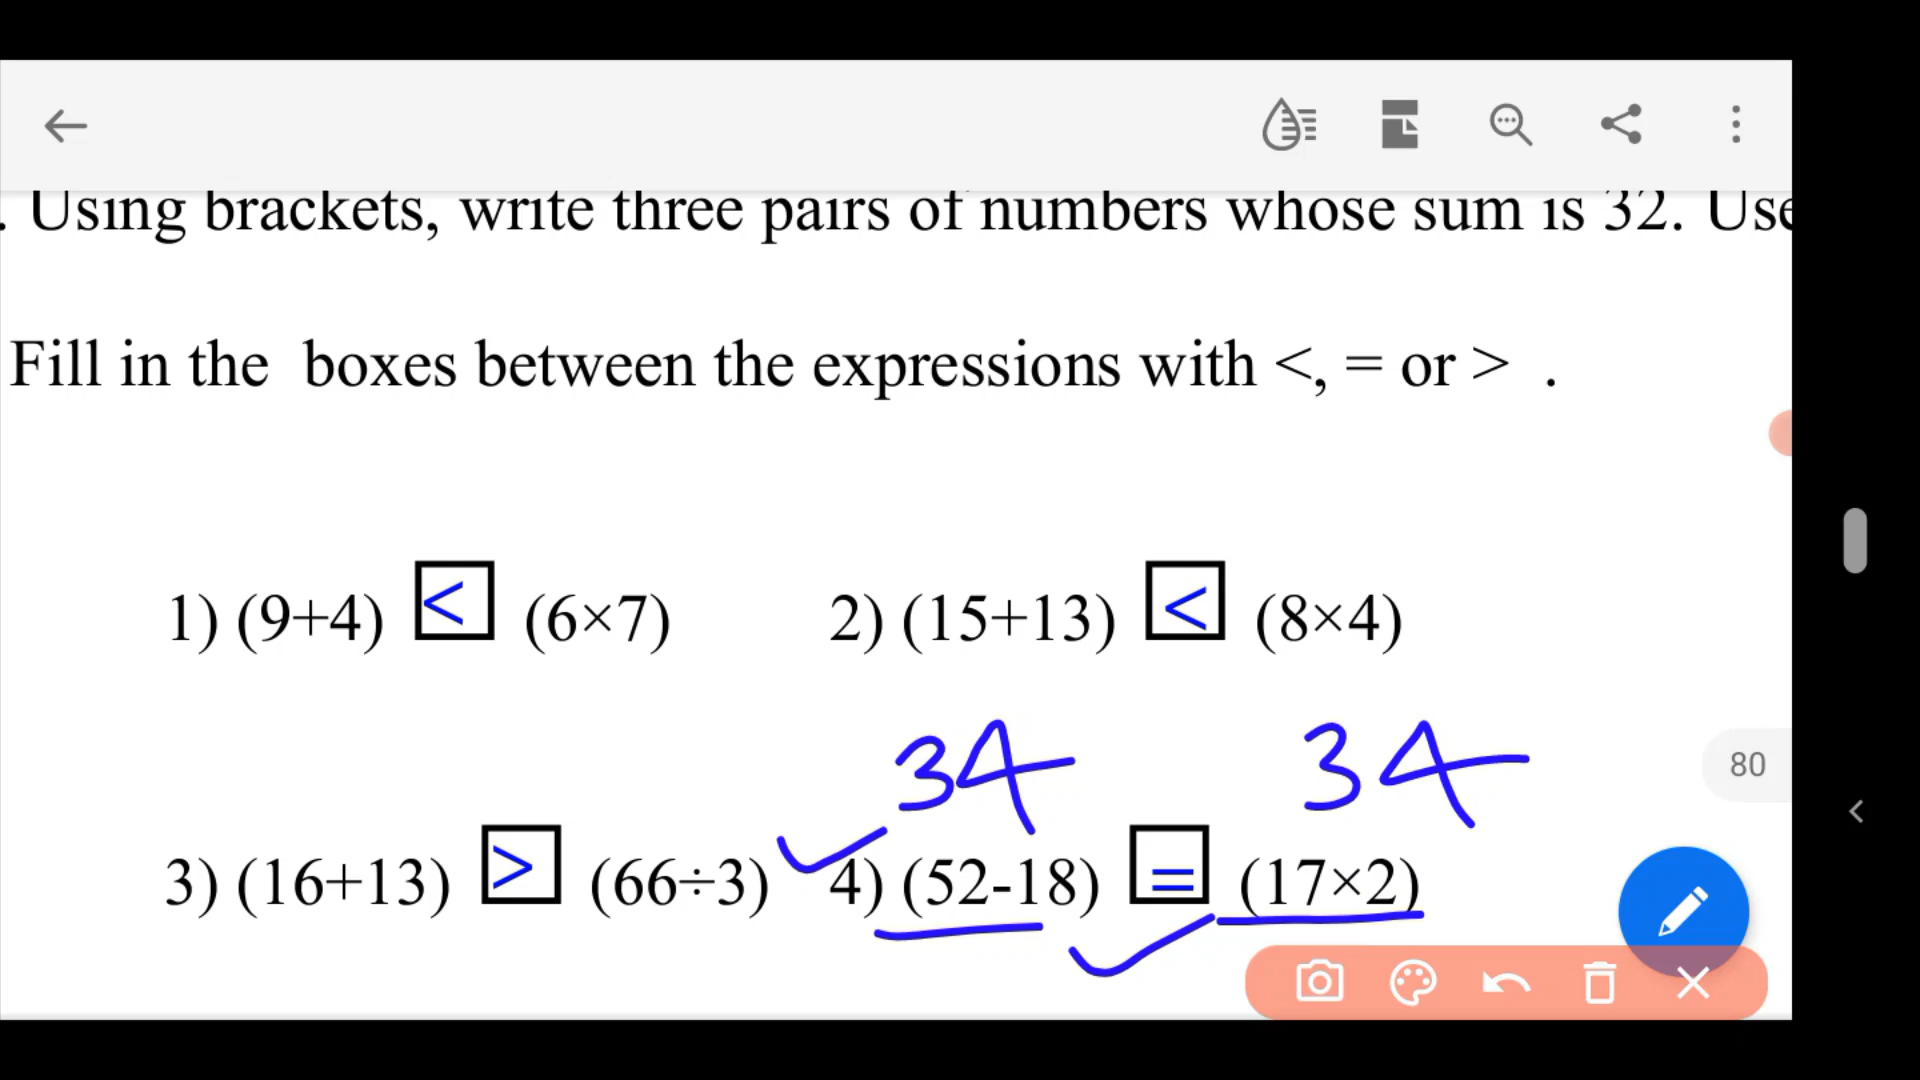 . Using brackets, write three pairs of numbers whose sum is 32. Use
Fill in the boxes between the expressions with <, = or > .
1) (9+4) < (6×7) 2) (15+13) < (8×4)
34 34
3) (16+13) > (66÷3) 4) (52-18) = (17×2)
80